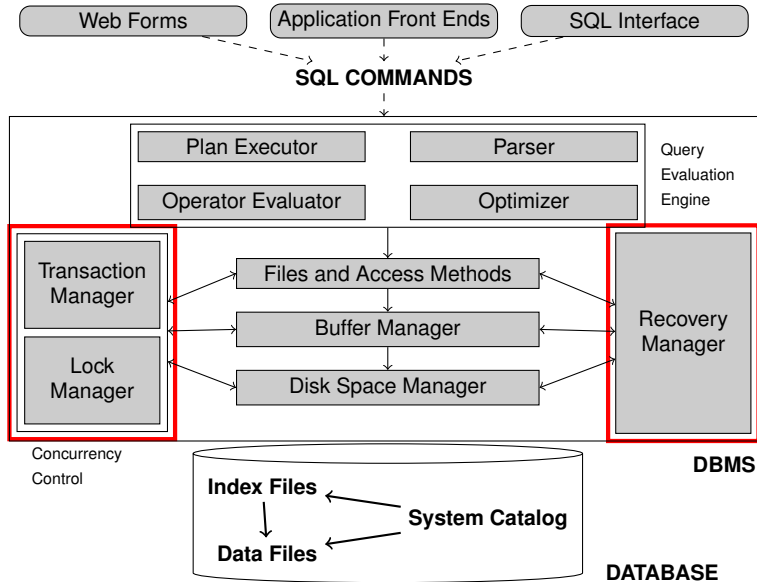 Web Forms
Application Front Ends
SQL Interface
SQL COMMANDS
Plan Executor
Parser
Operator Evaluator
Optimizer
Query
Evaluation
Engine
Transaction
Manager
Lock
Manager
Files and Access Methods
Buffer Manager
Disk Space Manager
Recovery
Manager
Concurrency
Control
DBMS
Index Files
System Catalog
Data Files
DATABASE